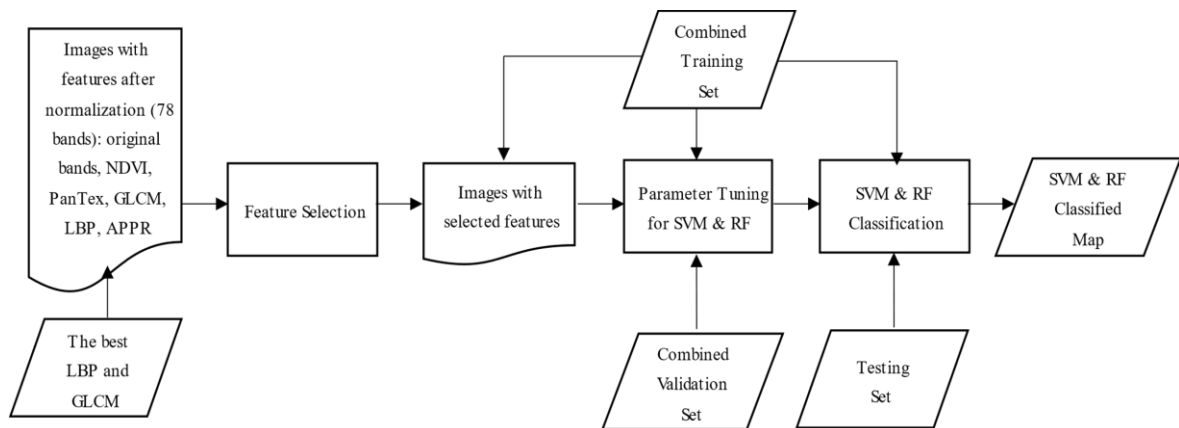 Images with
features after
normalization (78
bands): original
bands, NDVI,
PanTex, GLCM,
LBP, APPR
The best
LBP and
GLCM
Feature Selection
Images with
selected features
Combined
Training
Set
Parameter Tuning
for SVM & RF
Combined
Validation
Set
SVM & RF
Classification
Testing
Set
SVM & RF
Classified
Map